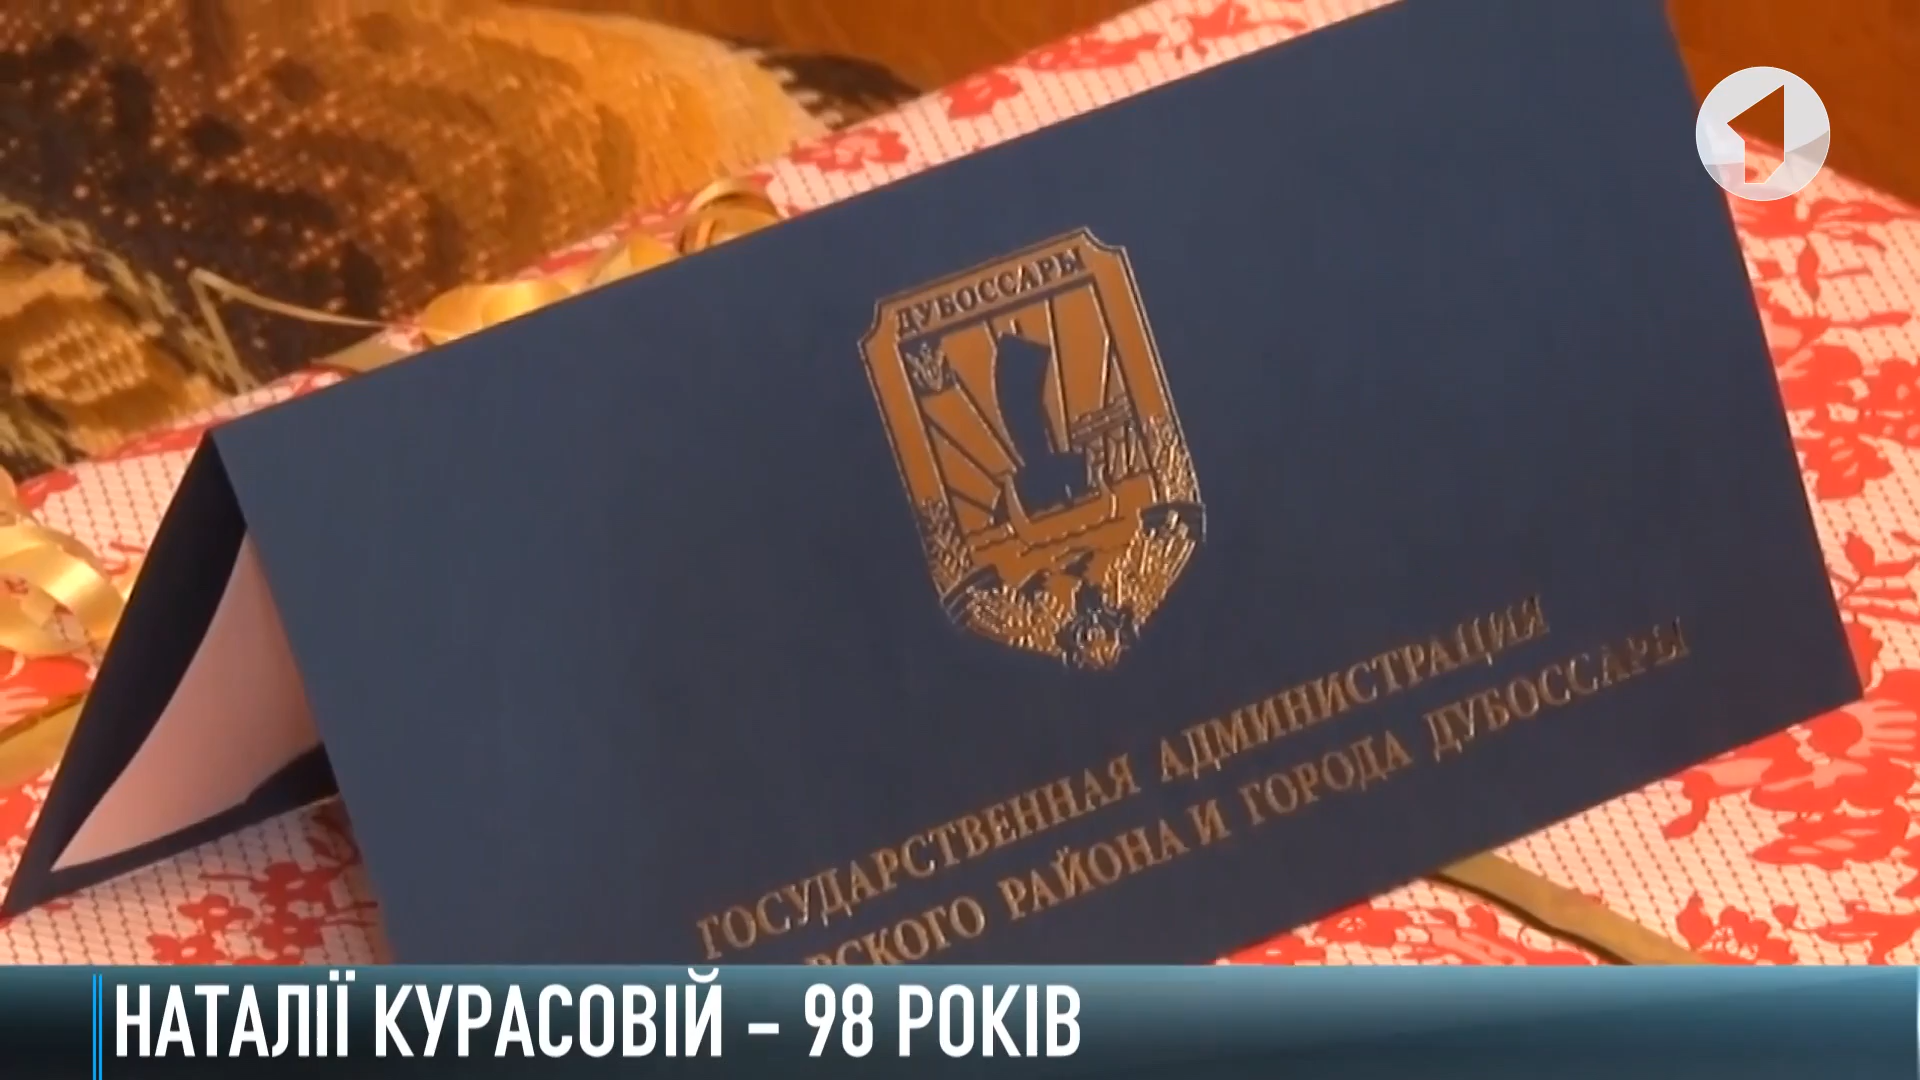 ДУБОССАРЫ
ГОСУДАРСТВЕННАЯ АДМИНИСТРАЦИЯ
РАЙОНА И ГОРОДА ДУБОССАРЫ
НАТАЛІЇ КУРАСОВІЙ – 98 РОКІВ